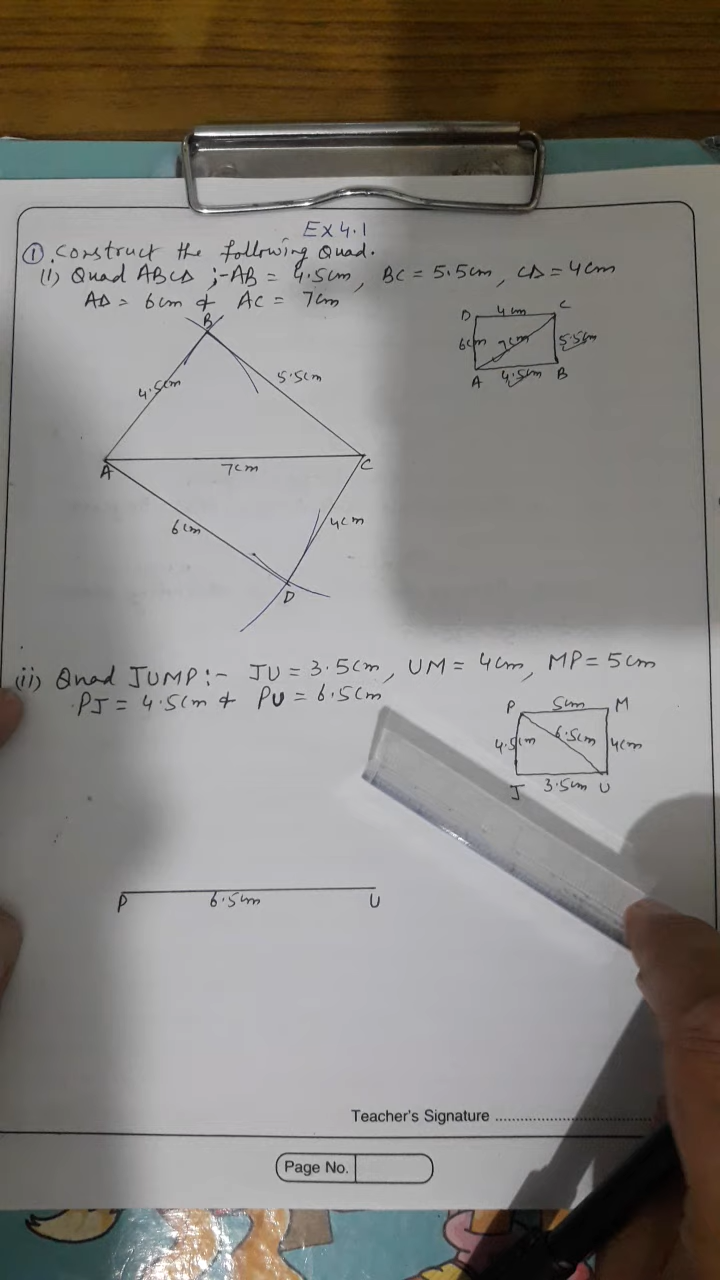 Ex 4.1
① Construct the following Quad.
(i) Quad ABCD :- AB = 4.5cm, BC = 5.5cm, CD = 4cm
AD = 6cm & AC = 7cm
D 4cm C
6cm 7cm 5.5cm
A 4.5cm B
B
4.5cm 5.5cm
A 7cm C
6cm 4cm
D
(ii) Quad JUMP :- JU = 3.5cm, UM = 4cm, MP = 5cm
PJ = 4.5cm & PU = 6.5cm
P 5cm M
4.5cm 6.5cm 4cm
J 3.5cm U
P 6.5cm U
Teacher's Signature ................................
Page No.